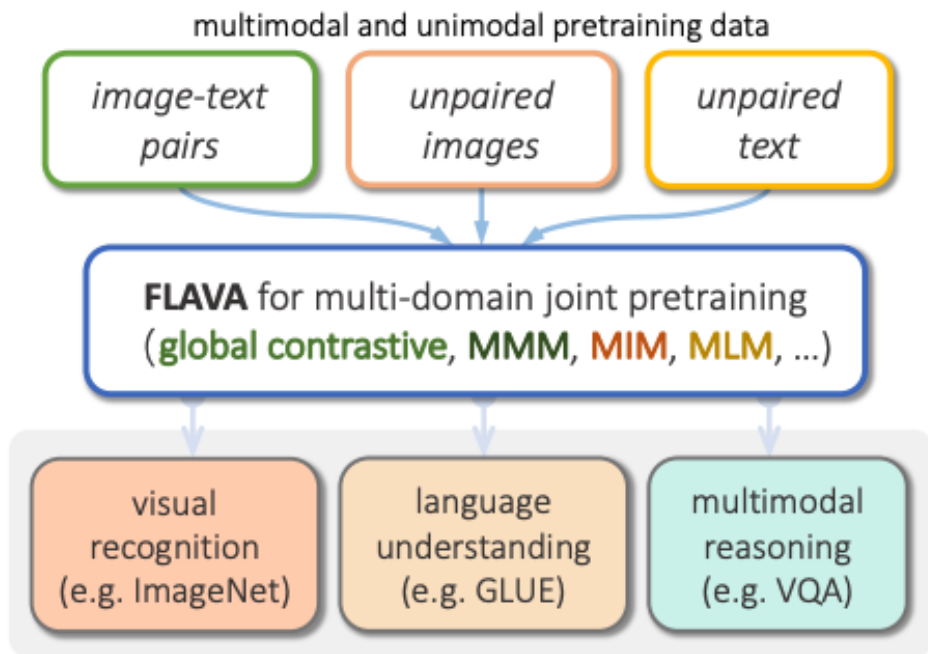 multimodal and unimodal pretraining data
image-text
pairs
unpaired
images
unpaired
text
FLAVA for multi-domain joint pretraining
(global contrastive, MMM, MIM, MLM, ...)
visual
recognition
(e.g. ImageNet)
language
understanding
(e.g. GLUE)
multimodal
reasoning
(e.g. VQA)